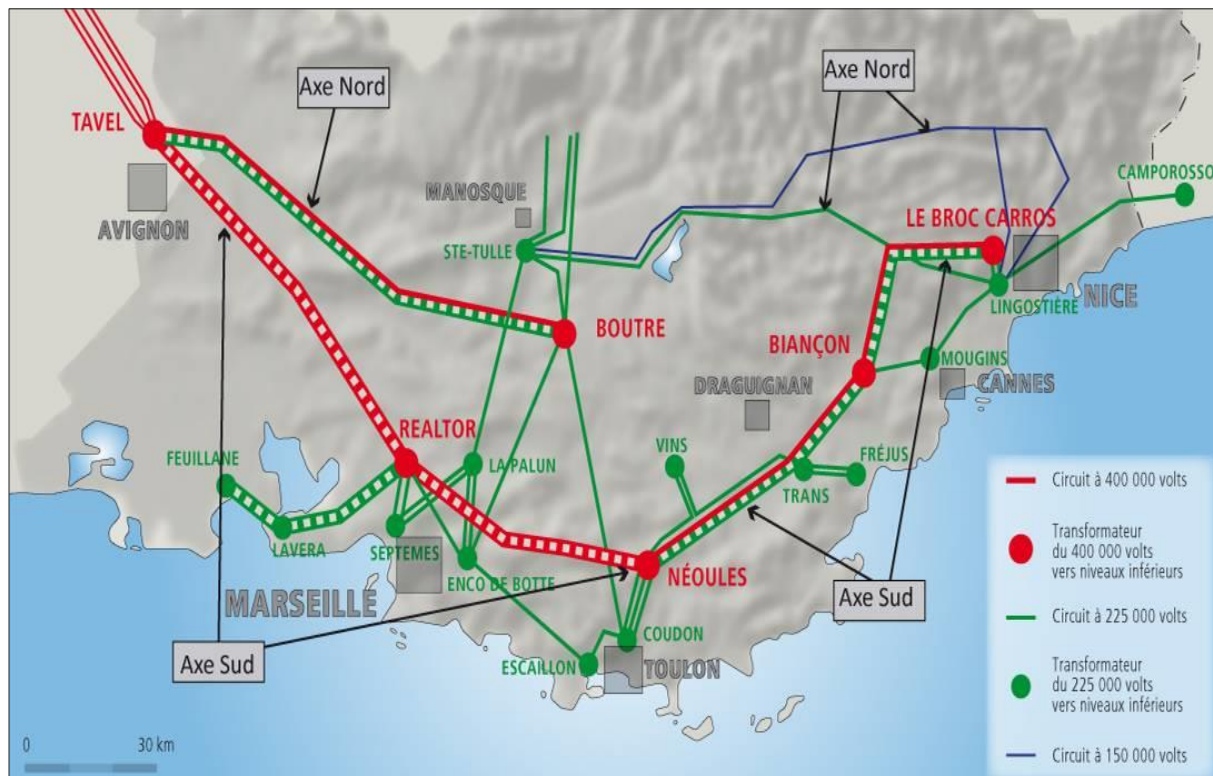 Axe Nord
Axe Nord
TAVEL
AVIGNON
MANOSQUE
STE-TULLE
CAMPOROSSO
LE BROC CARROS
NICE
LINGOSTIÈRE
BOUTRE
BIANÇON
MOUGINS
CANNES
DRAGUIGNAN
REALTOR
FEUILLANE
LA PALUN
VINS
FRÉJUS
TRANS
LAVERA
SEPTEMES
ENCO DE BOTTE
NÉOULES
MARSEILLÉ
Axe Sud
Axe Sud
COUDON
ESCAILLON
TOULON
0 30 km
Circuit à 400 000 volts
Transformateur
du 400 000 volts
vers niveaux inférieurs
Circuit à 225 000 volts
Transformateur
du 225 000 volts
vers niveaux inférieurs
Circuit à 150 000 volts